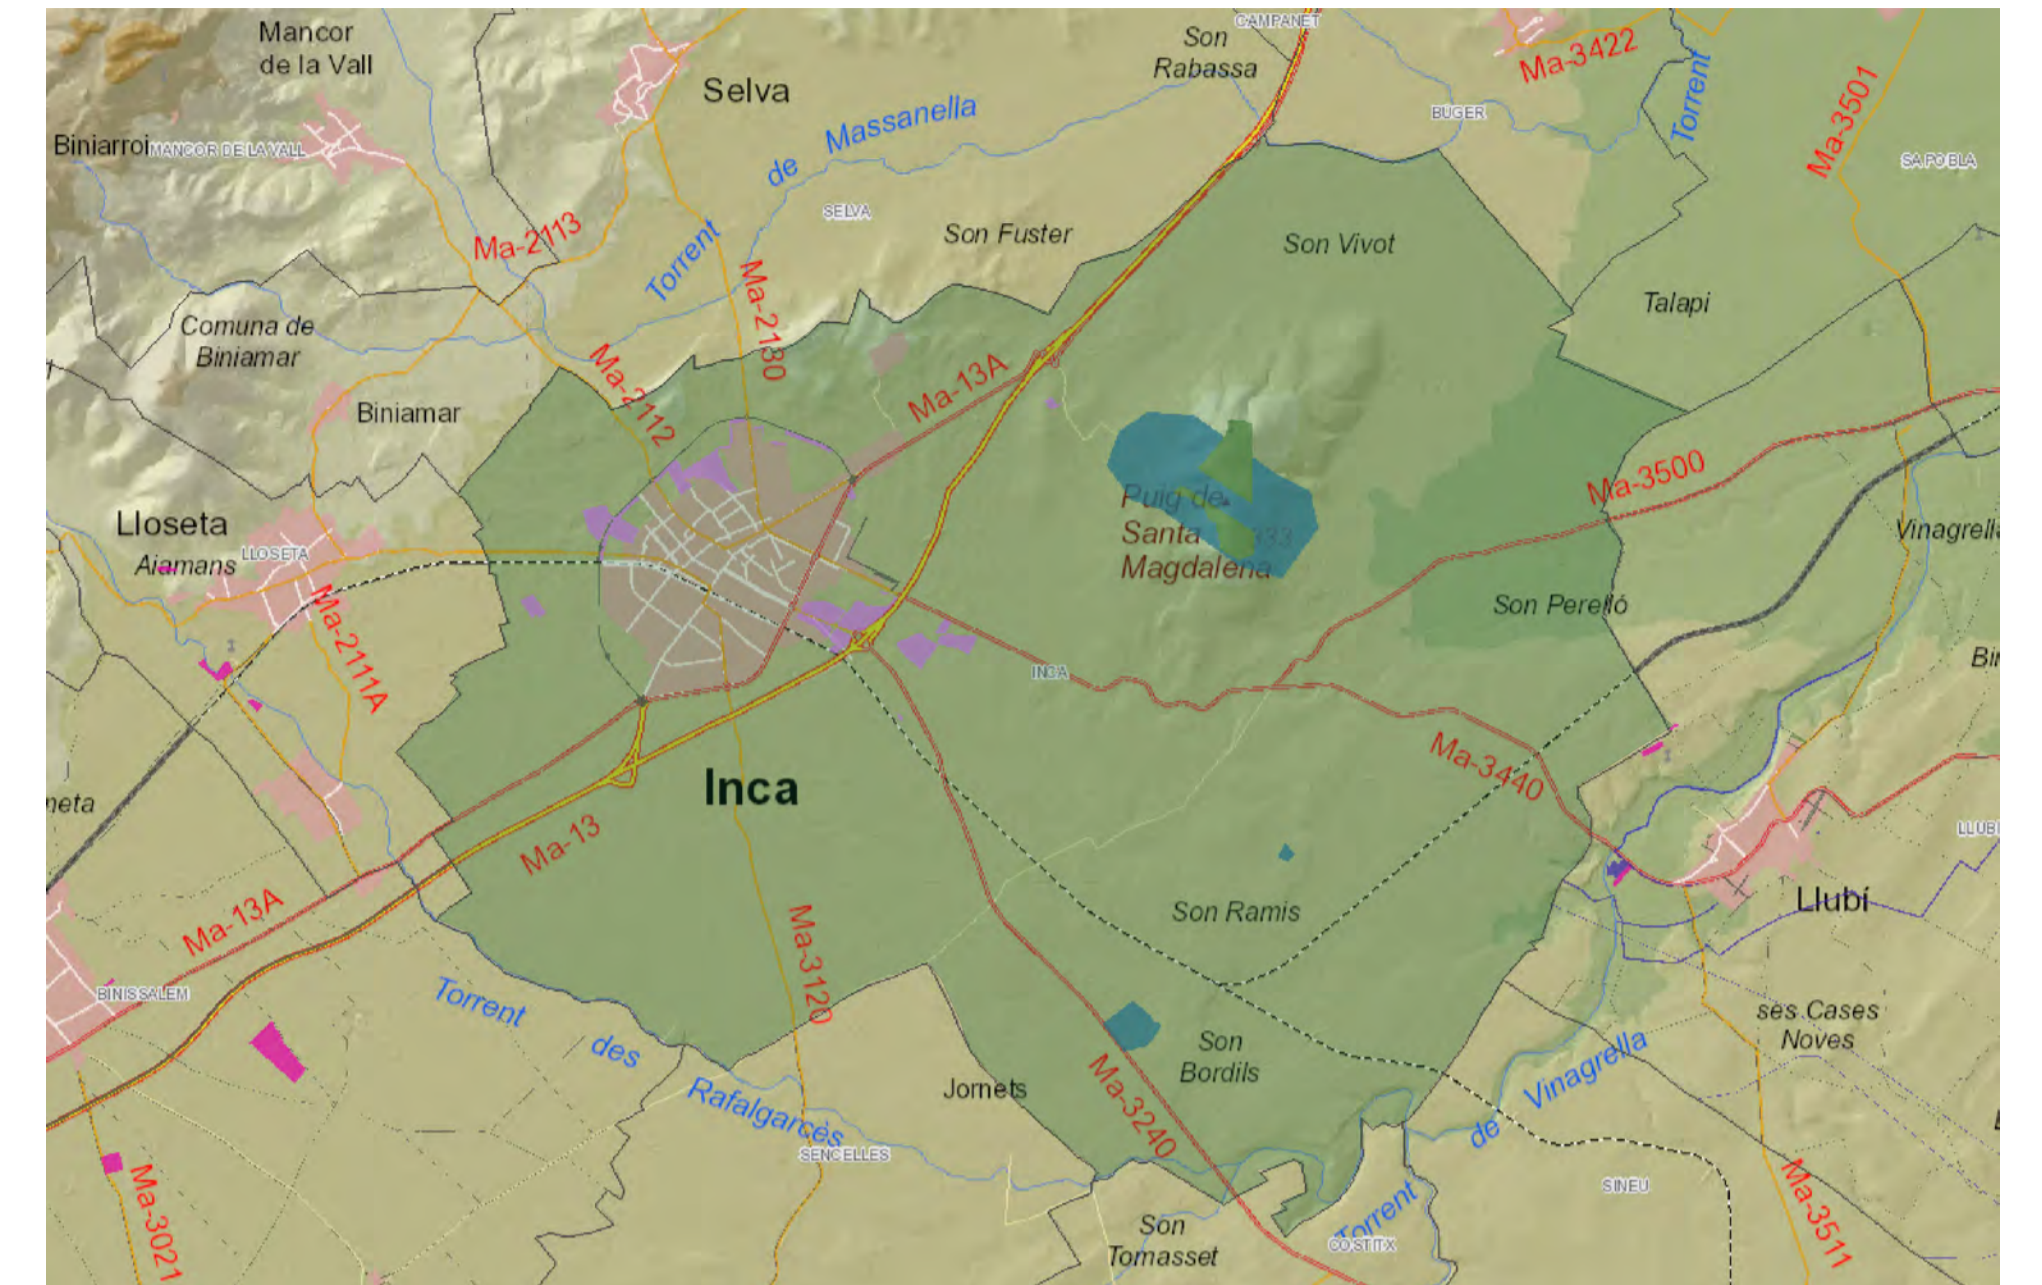 CAMPANET
Mancor
de la Vall
Son
Rabassa
Ma-3422
Torrent
Ma-3501
Selva
de Massanella
BUGER
Biniarroi
MANCOR DE LA VALL
SA POBLA
SELVA
Son Fuster
Son Vivot
Ma-2113
Torrent
Ma-2130
Talapi
Comuna de
Biniamar
Ma-2112
Ma-13A
Biniamar
Ma-3500
Puig de
Santa
Magdalena
Lloseta
Aiamans
LLOSETA
Vinagrella
Ma-2111A
Son Perelló
INCA
Bin
Ma-3440
Inca
neta
Ma-13
LLUBI
Ma-13A
Son Ramis
Llubí
Ma-3120
BINISSALEM
Torrent
des
Rafalgarcès
ses Cases
Noves
Son
Bordils
Jornets
Ma-3240
de Vinagrella
SENCELLES
Ma-3021
SINEU
Ma-3511
Torrent
Son
Tomasset
COSTITX